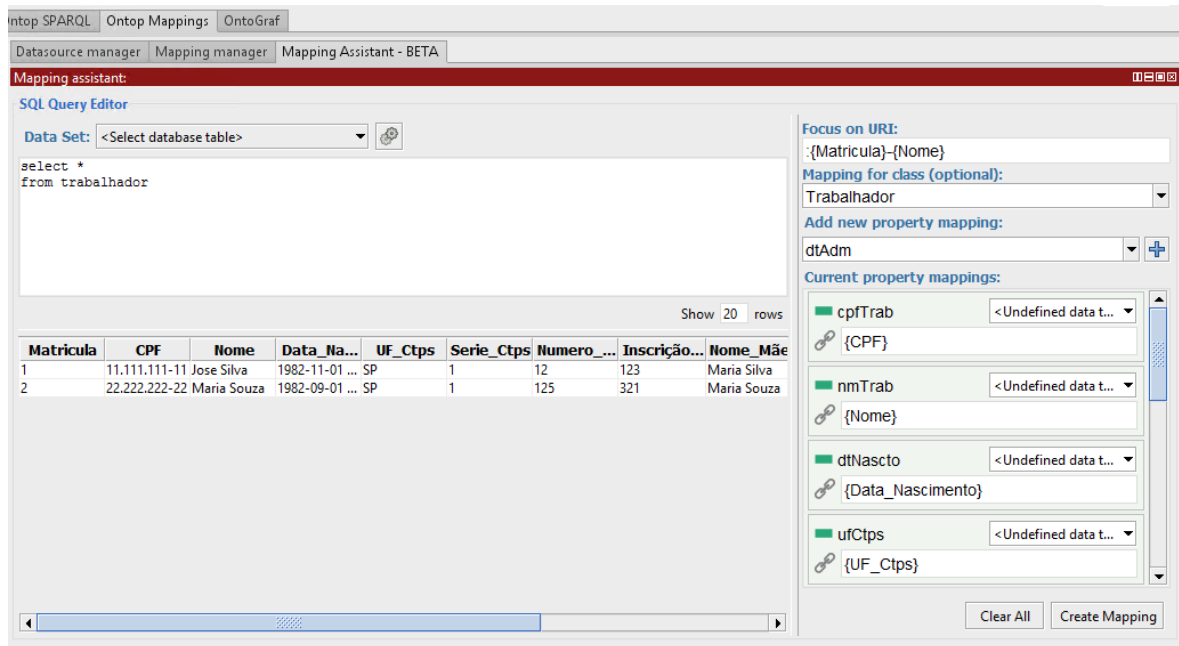 ntop SPARQL Ontop Mappings OntoGraf
Datasource manager Mapping manager Mapping Assistant - BETA
Mapping assistant:
SQL Query Editor
Data Set: <Select database table>
select *
from trabalhador
Show 20 rows
Matricula CPF Nome Data_Na... UF_Ctps Serie_Ctps Numero_... Inscrição... Nome_Mãe
1 11.111.111-11 Jose Silva 1982-11-01 ... SP 1 12 123 Maria Silva
2 22.222.222-22 Maria Souza 1982-09-01 ... SP 1 125 321 Maria Souza
Focus on URI:
:{Matricula}-{Nome}
Mapping for class (optional):
Trabalhador
Add new property mapping:
dtAdm
Current property mappings:
cpfTrab <Undefined data t...
{CPF}
nmTrab <Undefined data t...
{Nome}
dtNascto <Undefined data t...
{Data_Nascimento}
ufCtps <Undefined data t...
{UF_Ctps}
Clear All Create Mapping